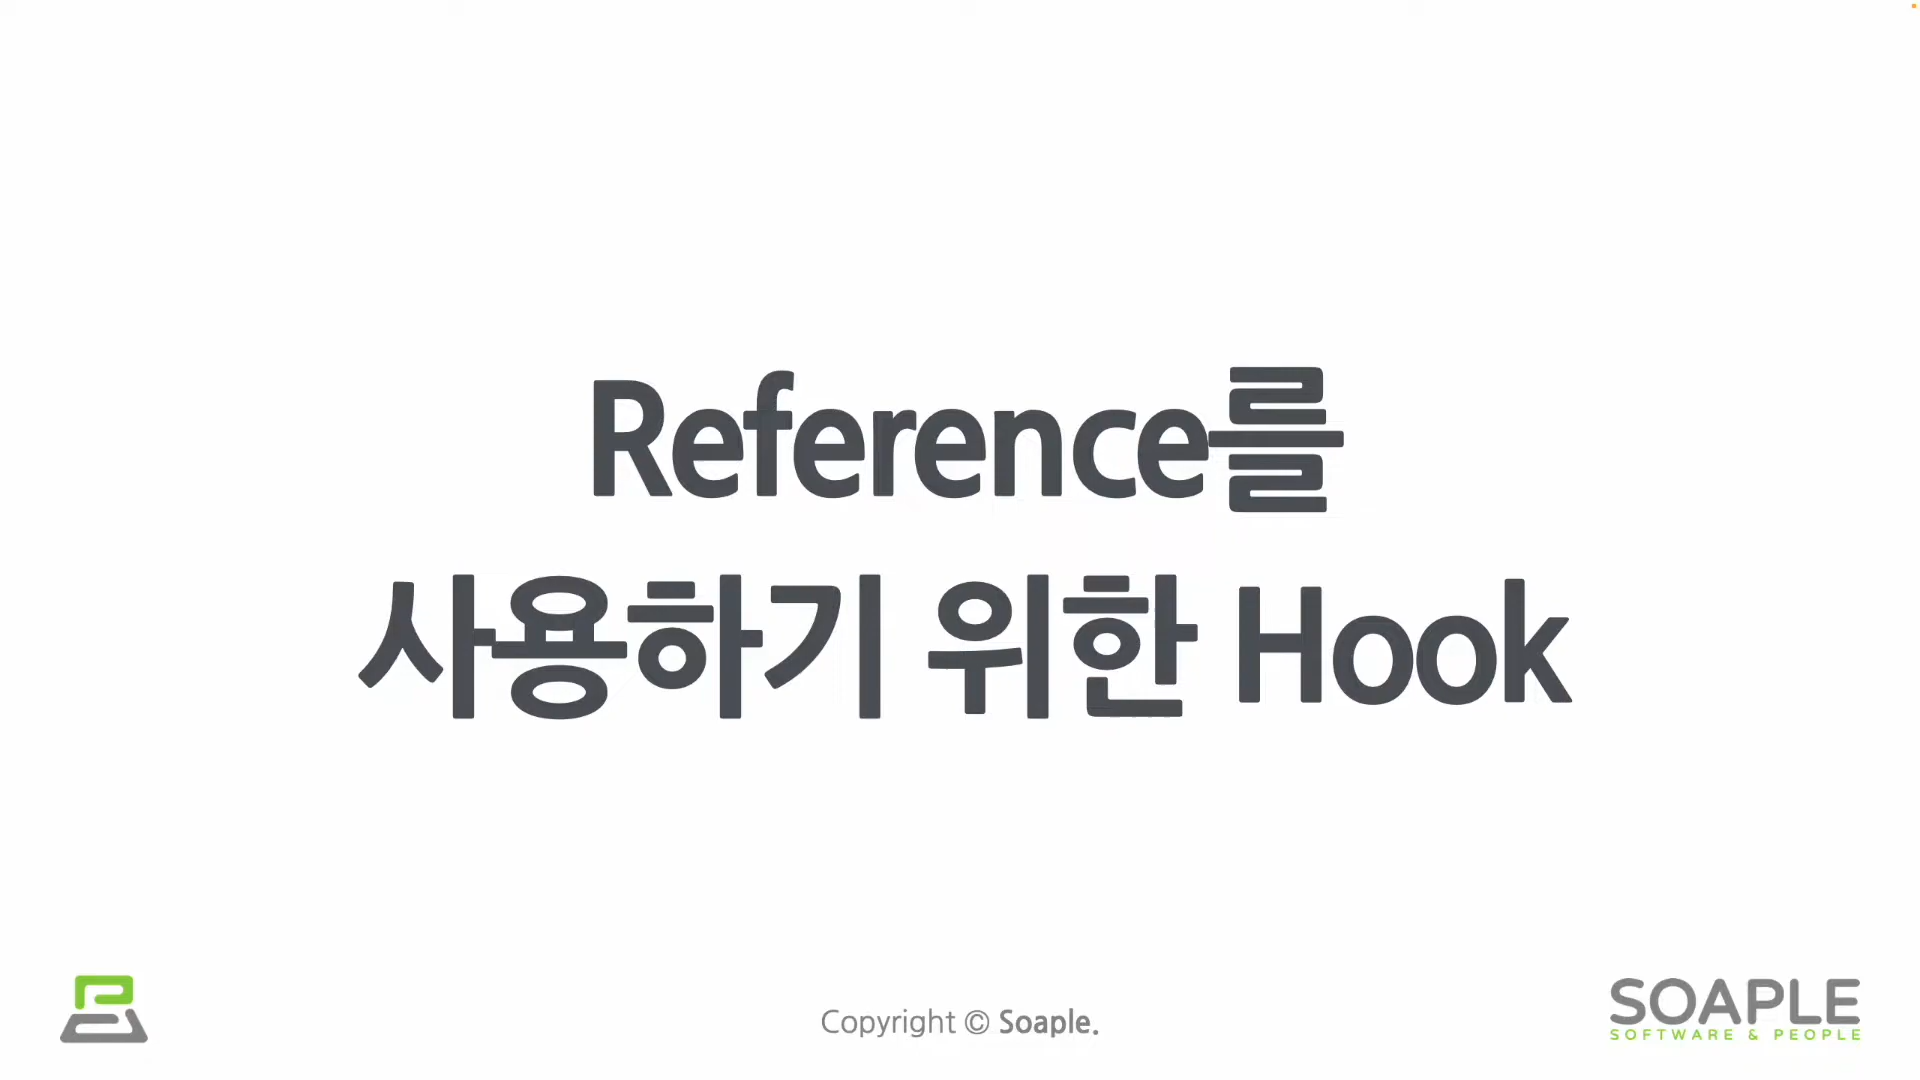 Reference를
사용하기 위한 Hook
Copyright © Soaple.
SOAPLE
SOFTWARE & PEOPLE